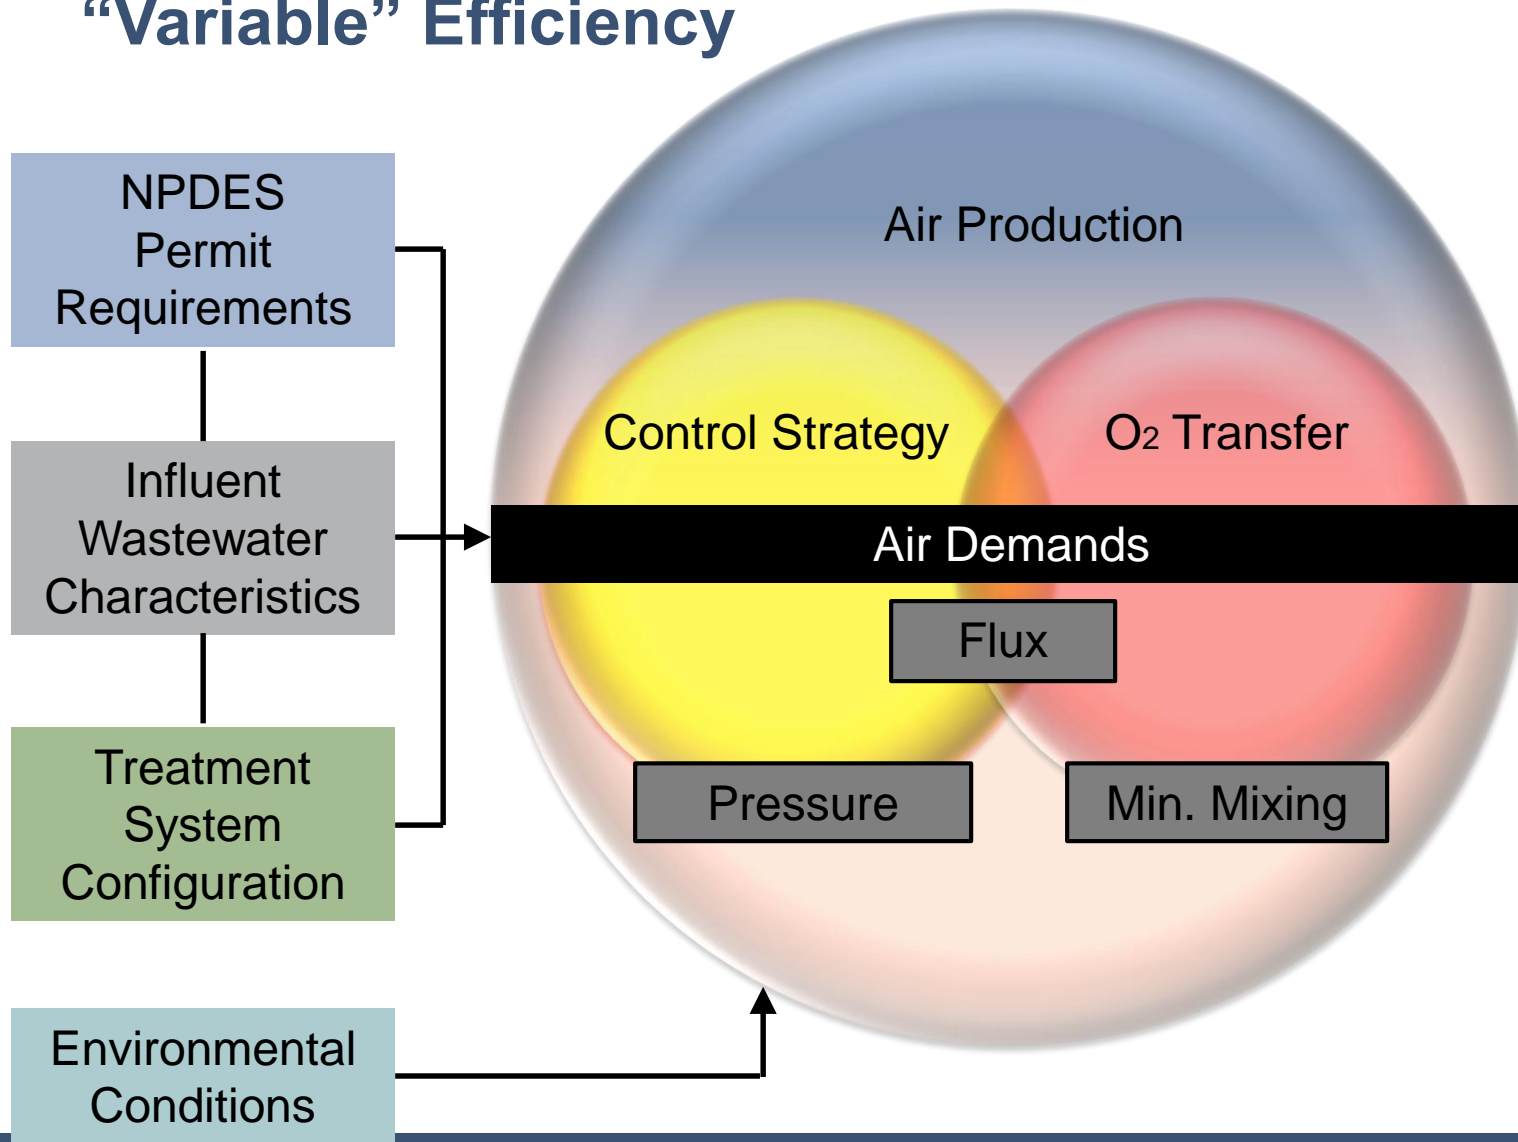 “Variable” Efficiency
NPDES
Permit
Requirements
Influent
Wastewater
Characteristics
Treatment
System
Configuration
Environmental
Conditions
Air Production
Control Strategy
O2 Transfer
Air Demands
Flux
Pressure
Min. Mixing